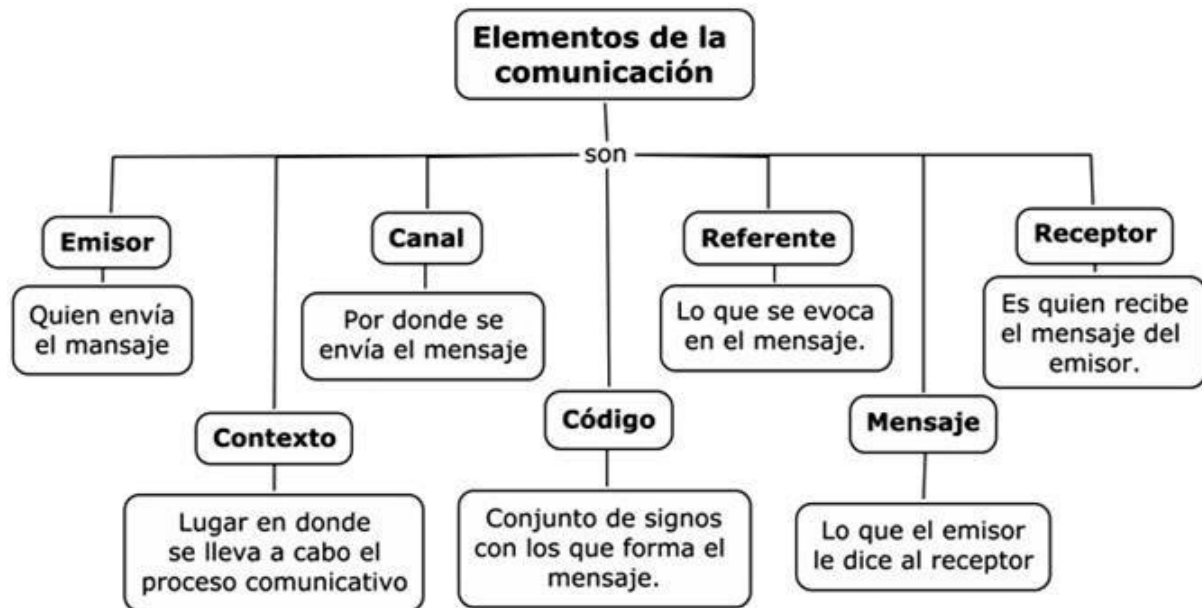 Elementos de la
comunicación
son
Emisor
Quien envía
el mansaje
Contexto
Lugar en donde
se lleva a cabo el
proceso comunicativo
Canal
Por donde se
envía el mensaje
Código
Conjunto de signos
con los que forma el
mensaje.
Referente
Lo que se evoca
en el mensaje.
Mensaje
Lo que el emisor
le dice al receptor
Receptor
Es quien recibe
el mensaje del
emisor.